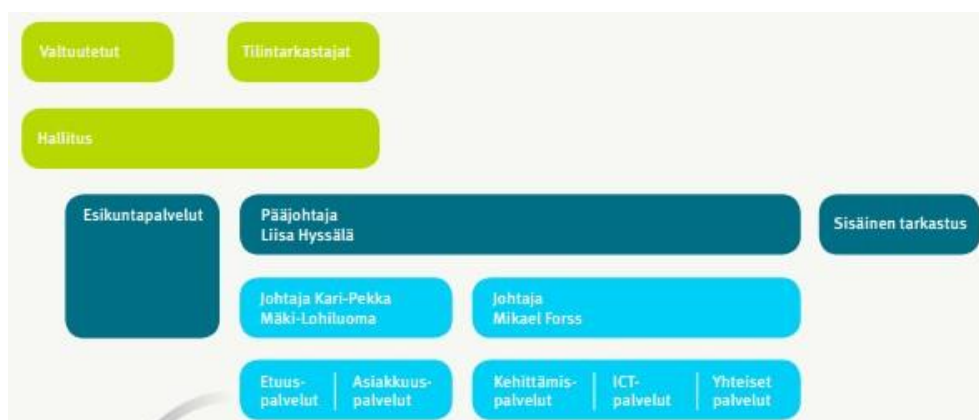 Valtuutetut
Tilintarkastajat
Hallitus
Esikuntapalvelut
Pääjohtaja
Liisa Hyssälä
Sisäinen tarkastus
Johtaja Kari-Pekka
Mäki-Lohiluoma
Johtaja
Mikael Forss
Etuus-
palvelut
Asiakkuus-
palvelut
Kehittämis-
palvelut
ICT-
palvelut
Yhteiset
palvelut